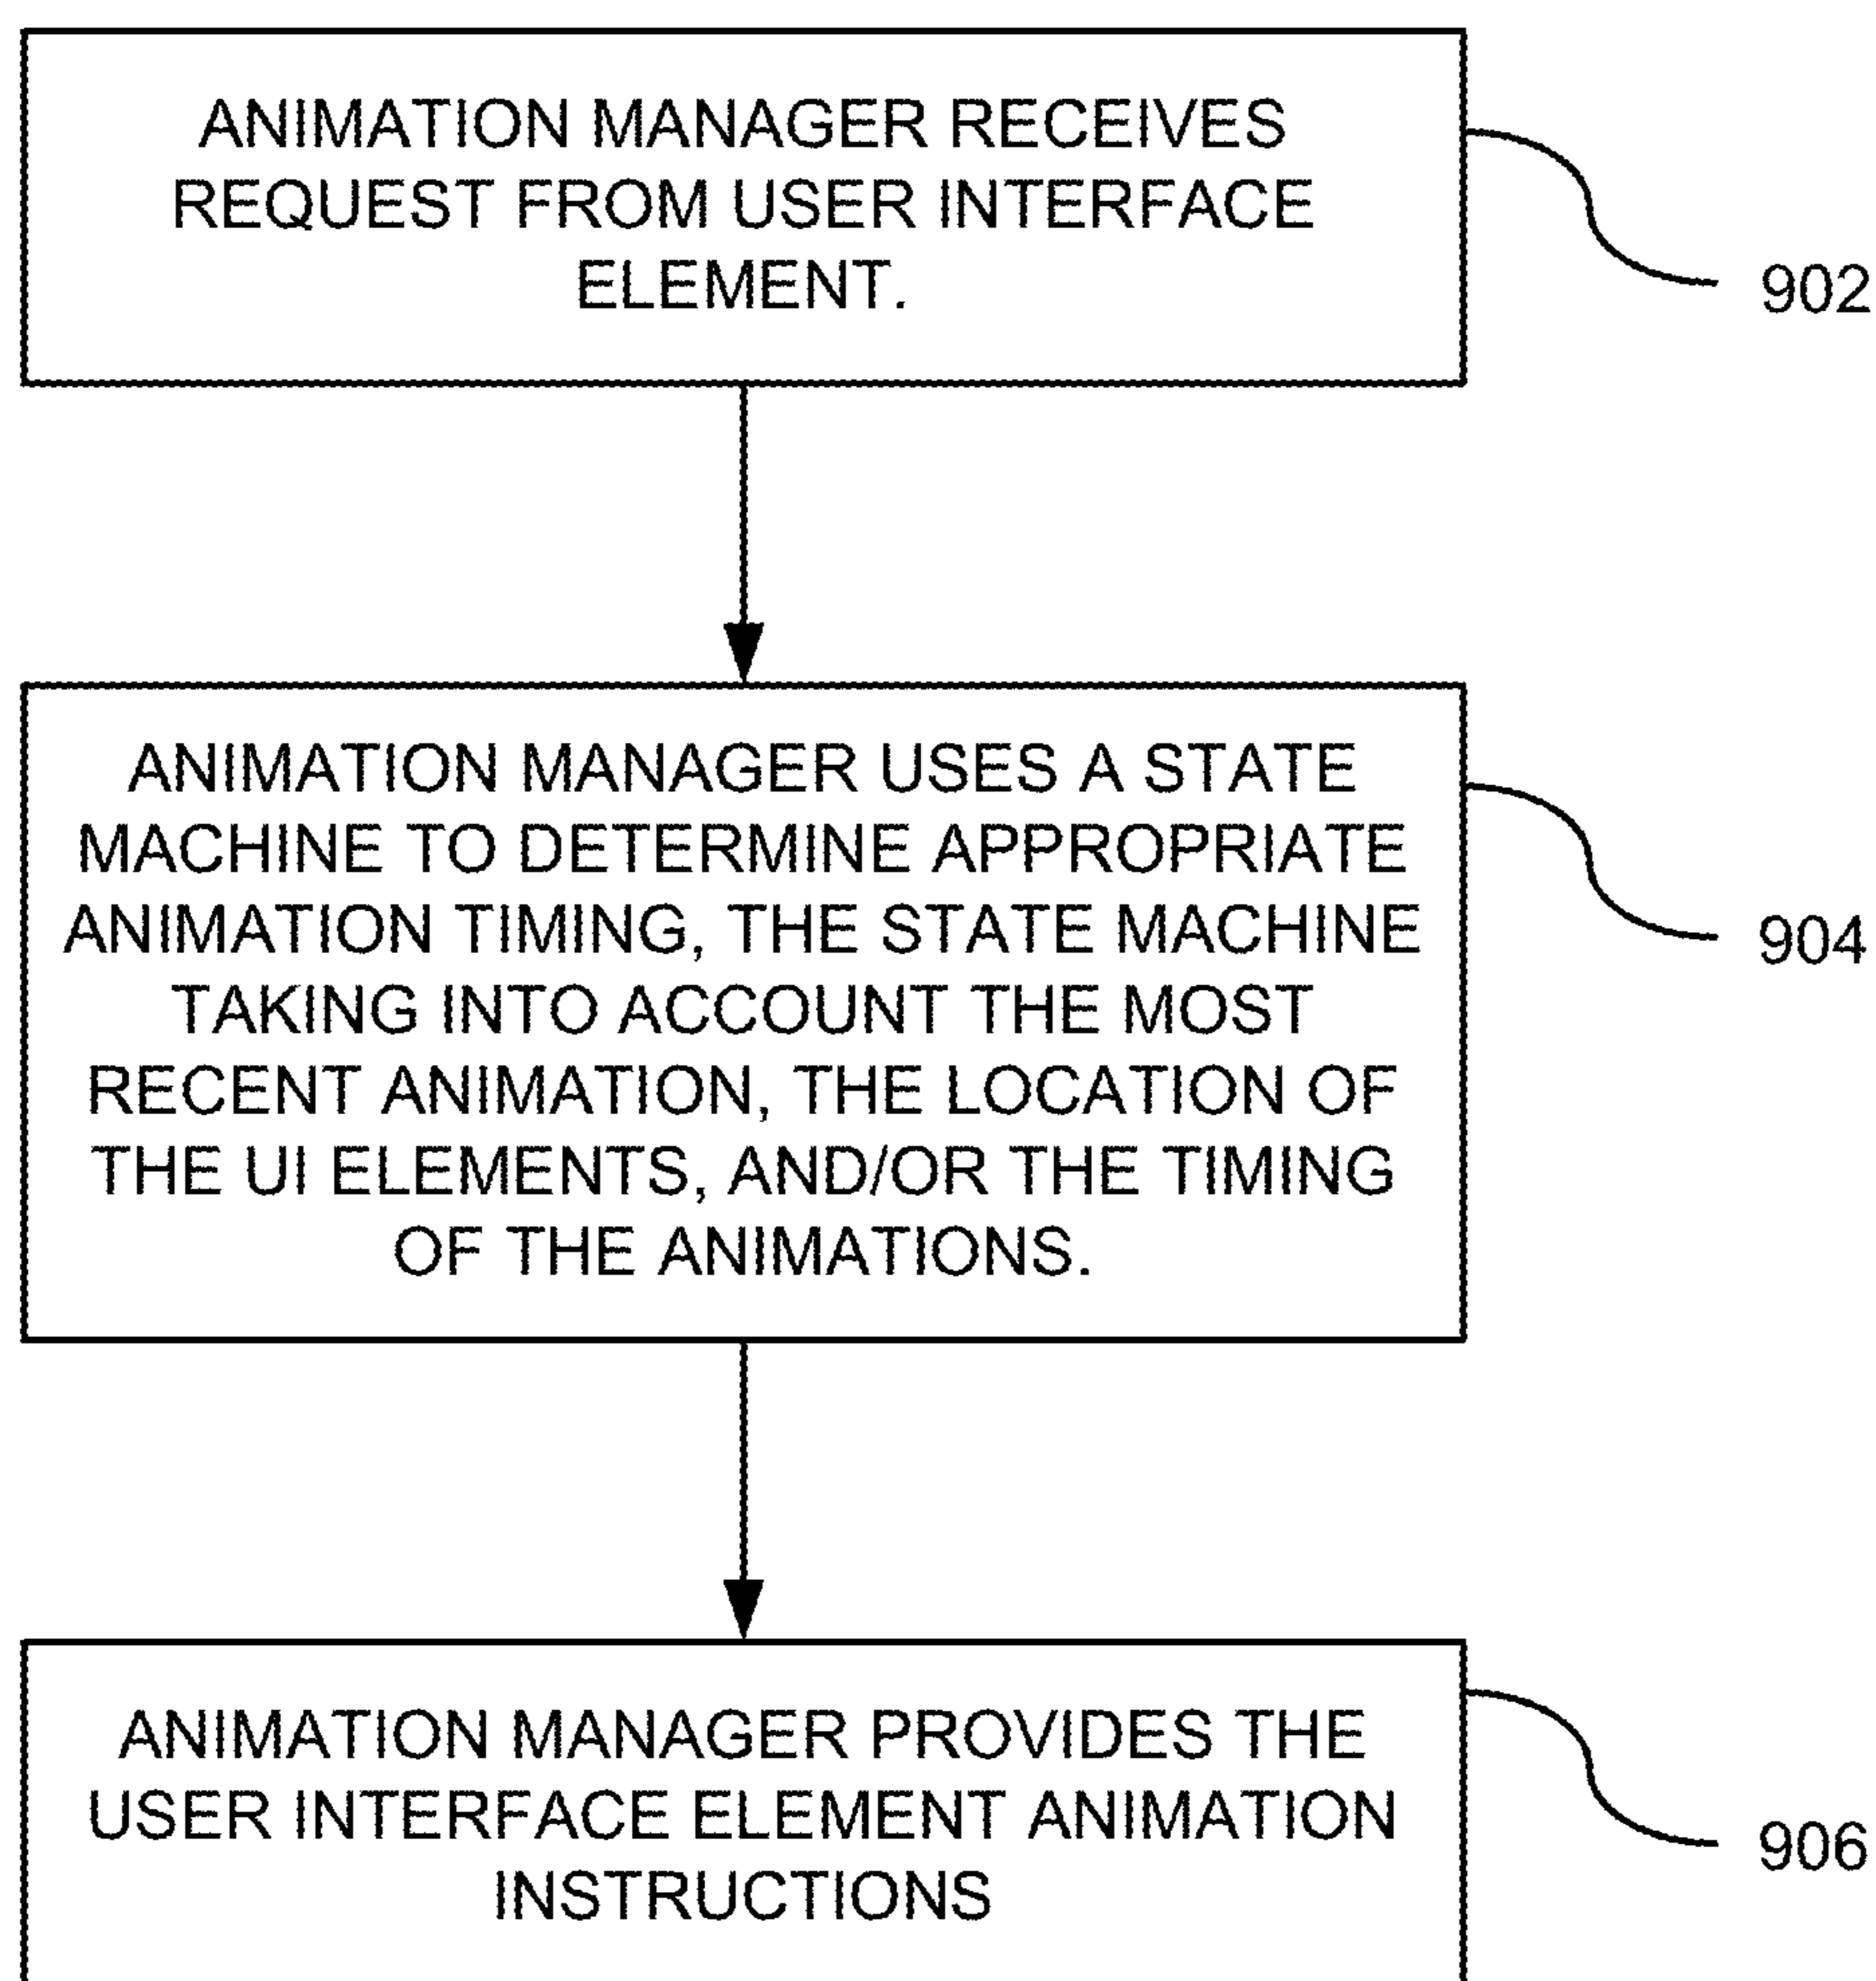 ANIMATION MANAGER RECEIVES
REQUEST FROM USER INTERFACE
ELEMENT.
902
ANIMATION MANAGER USES A STATE
MACHINE TO DETERMINE APPROPRIATE
ANIMATION TIMING, THE STATE MACHINE
TAKING INTO ACCOUNT THE MOST
RECENT ANIMATION, THE LOCATION OF
THE UI ELEMENTS, AND/OR THE TIMING
OF THE ANIMATIONS.
904
ANIMATION MANAGER PROVIDES THE
USER INTERFACE ELEMENT ANIMATION
INSTRUCTIONS
906